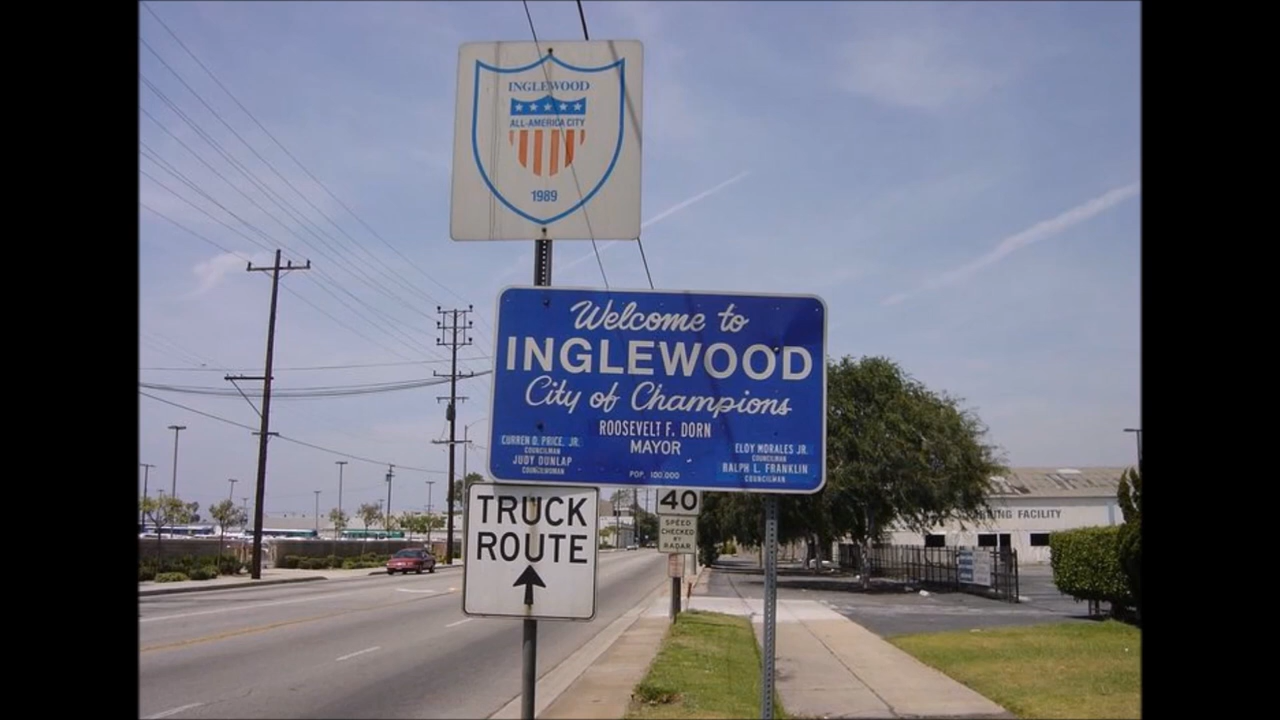 INGLEWOOD
ALL-AMERICA CITY
1989
Welcome to
INGLEWOOD
City of Champions
ROOSEVELT F. DORN
MAYOR
CURREN D. PRICE, JR.
COUNCILMAN
JUDY DUNLAP
COUNCILWOMAN
ELOY MORALES JR.
COUNCILMAN
RALPH L. FRANKLIN
COUNCILMAN
POP. 100,000
TRUCK
ROUTE
40
SPEED
CHECKED
BY
RADAR
FACILITY